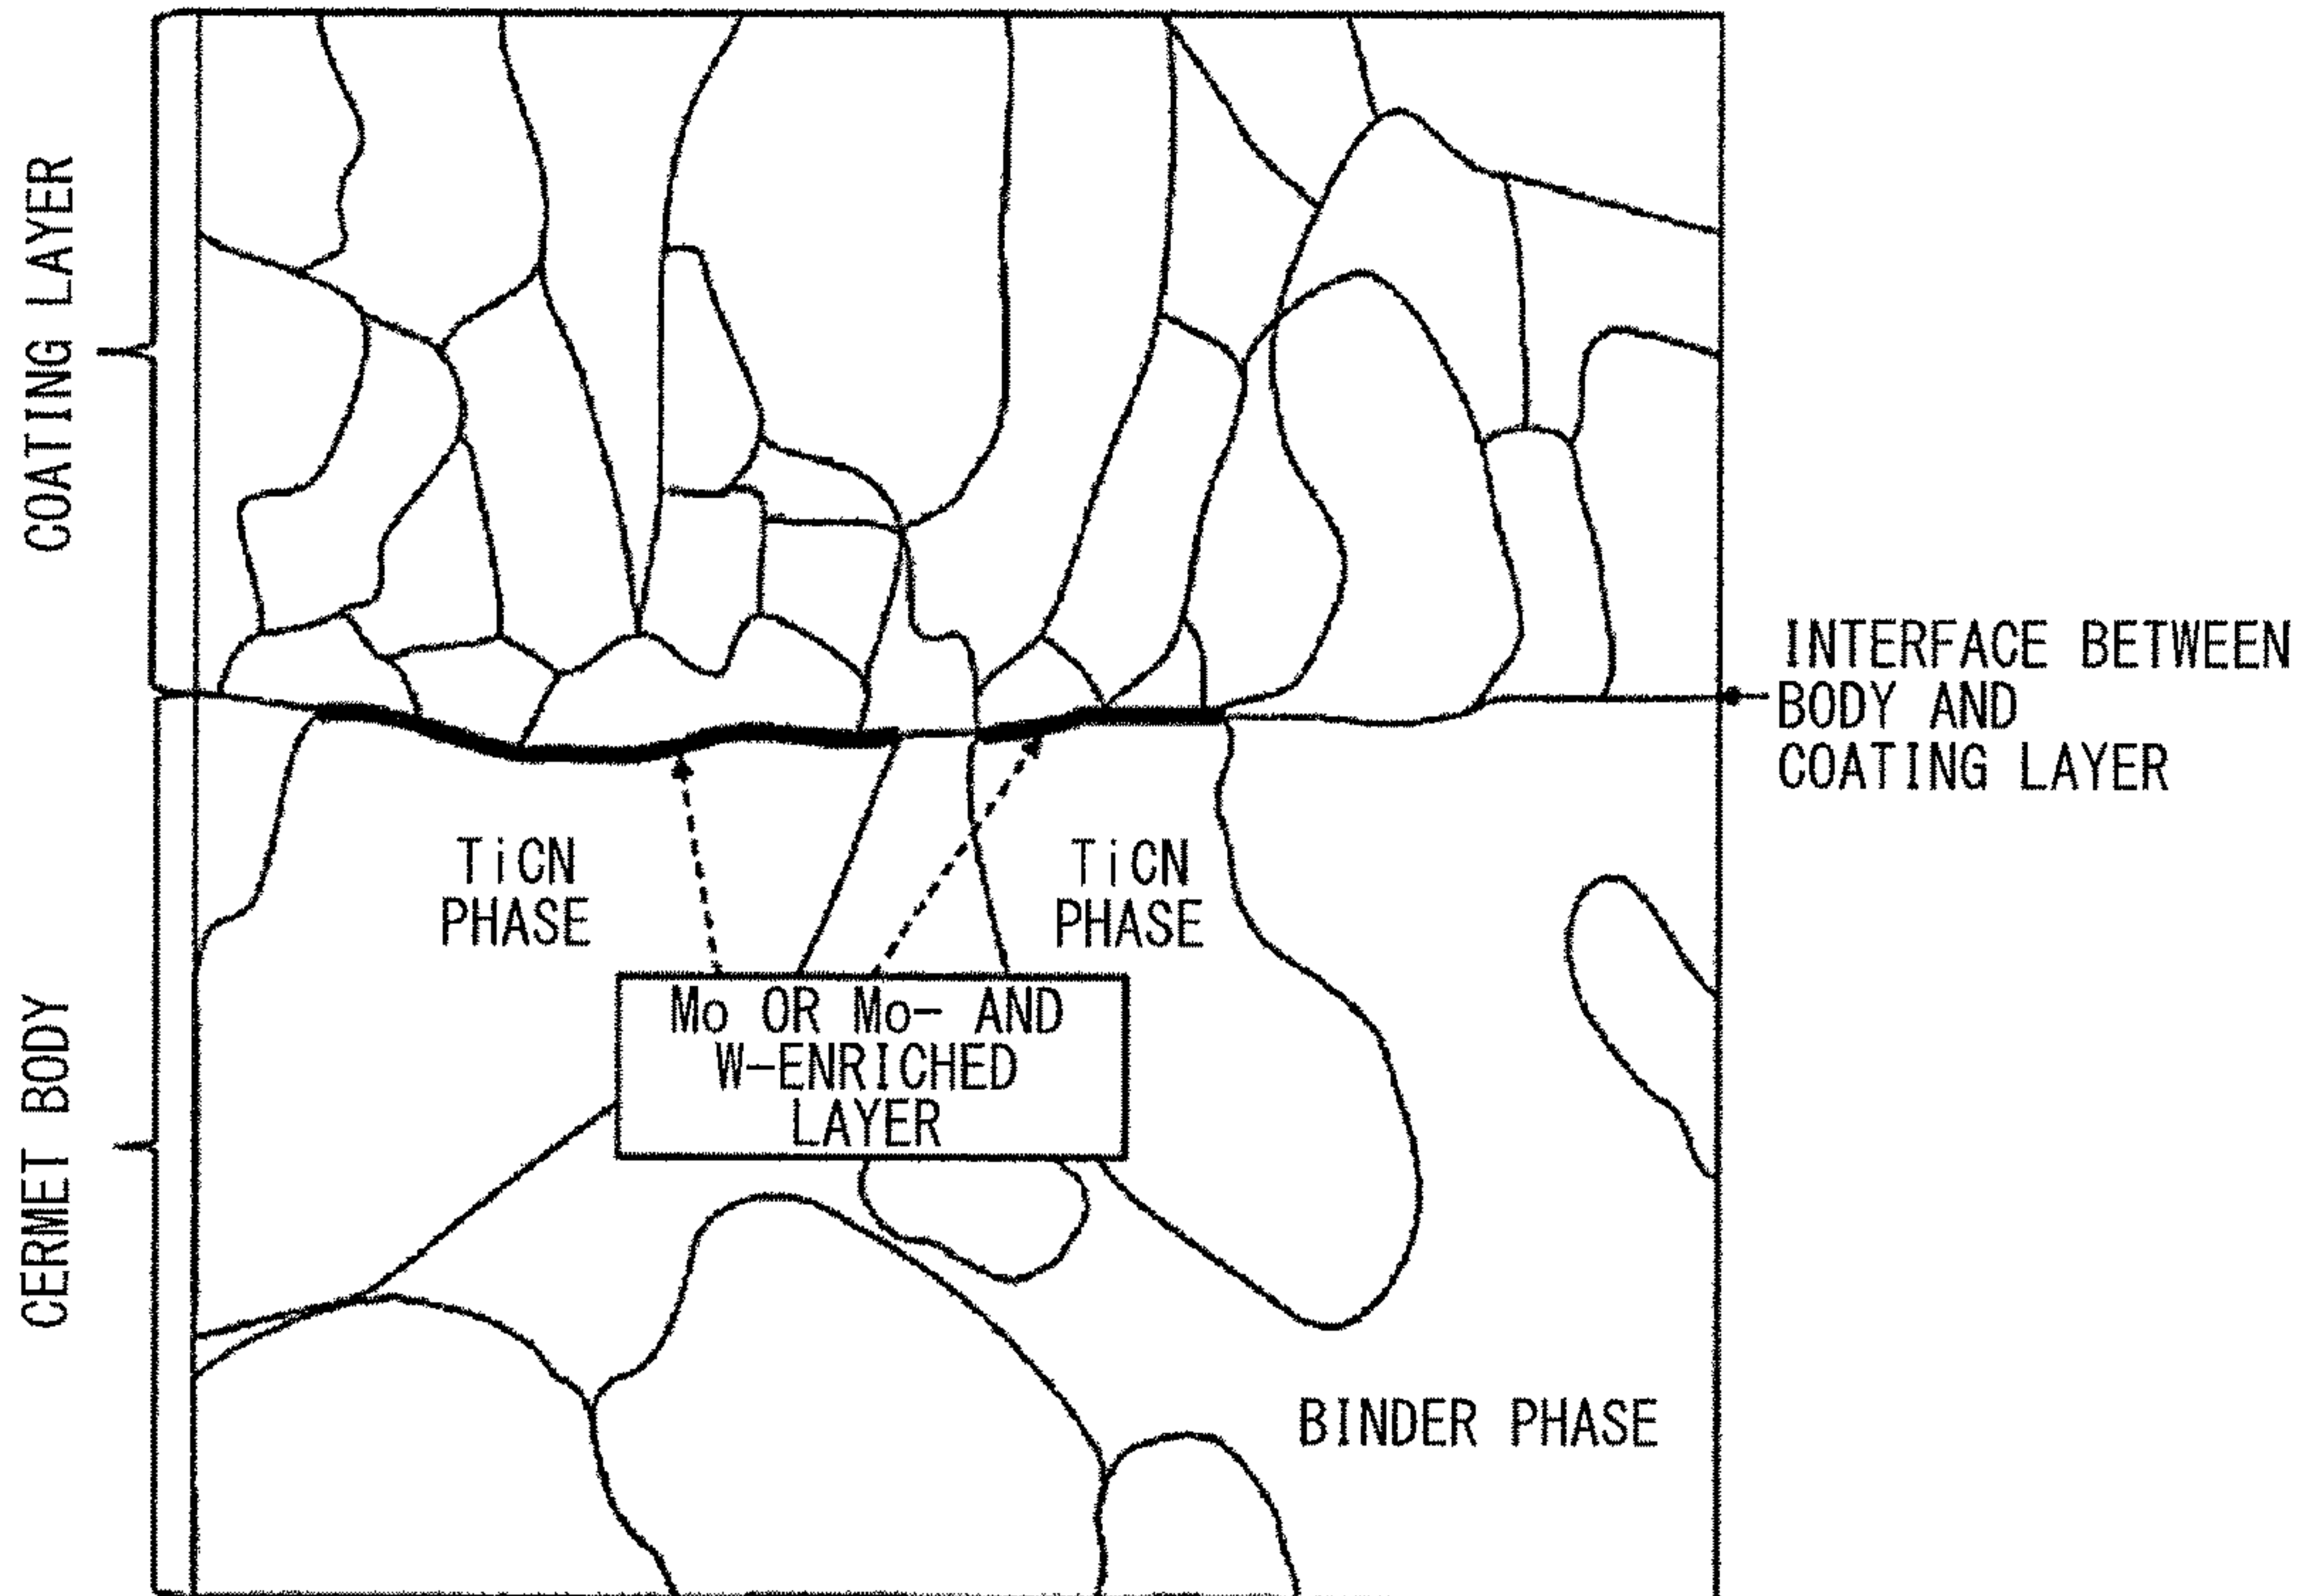 COATING LAYER
INTERFACE BETWEEN
BODY AND
COATING LAYER
TiCN
PHASE
TiCN
PHASE
Mo OR Mo- AND
W-ENRICHED
LAYER
CERMET BODY
BINDER PHASE